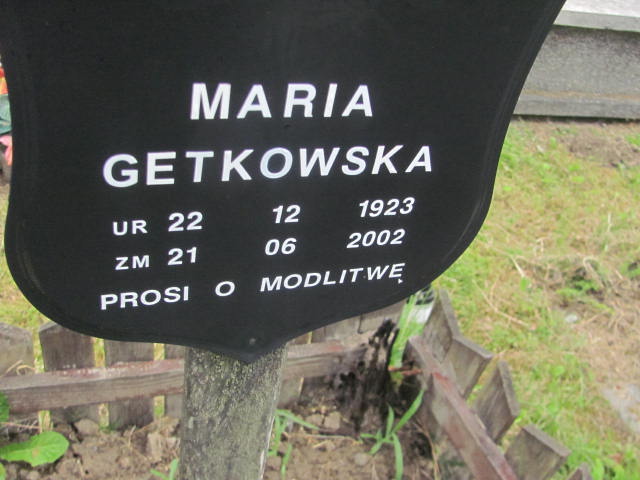 MARIA
GETKOWSKA
UR 22 12 1923
ZM 21 06 2002
PROSI O MODLITWĘ